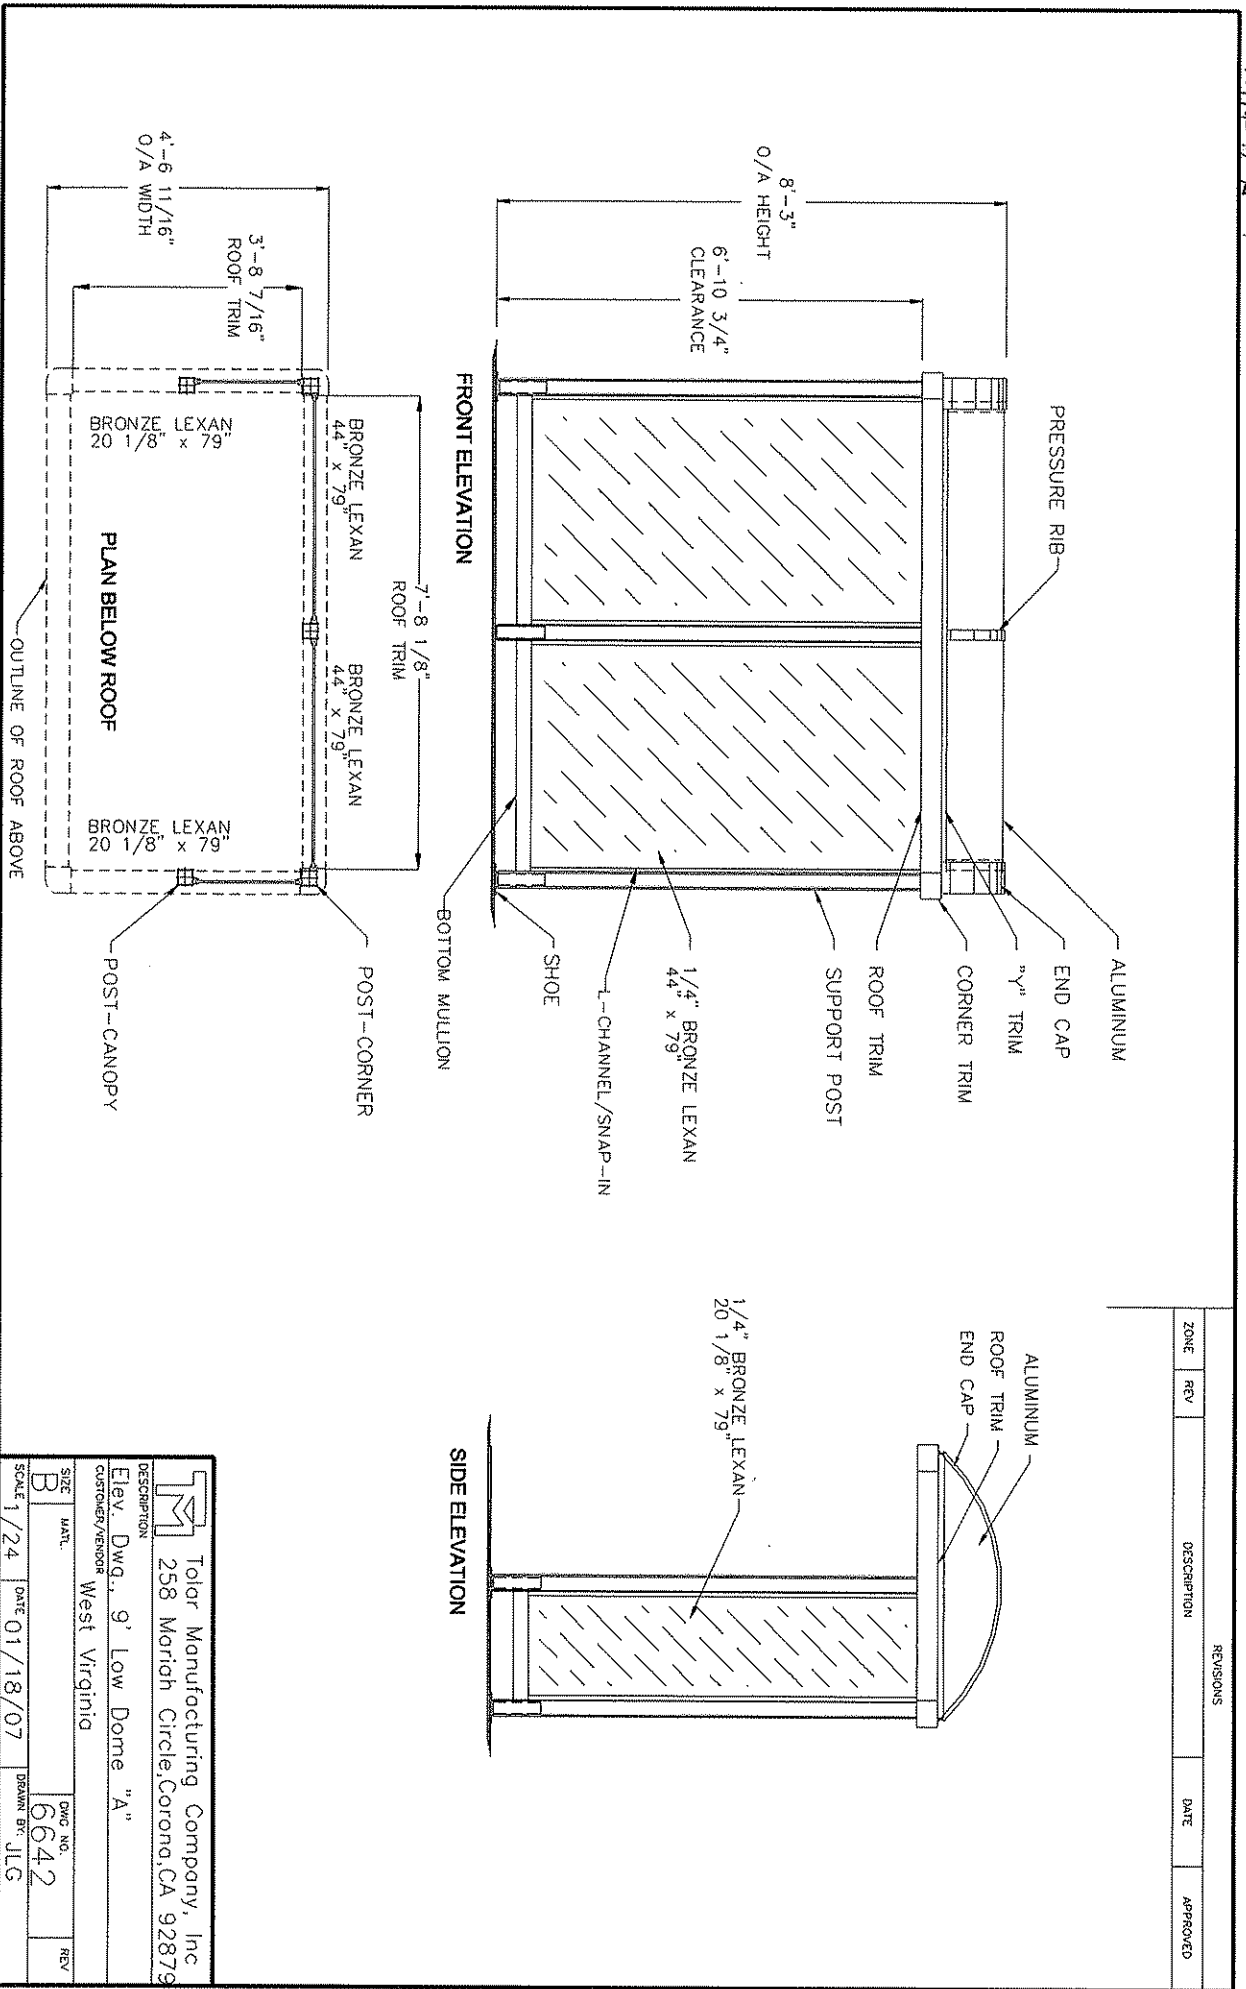 REVISIONS
ZONE
REV
DESCRIPTION
DATE
APPROVED
PRESSURE RIB
ALUMINUM
END CAP
"Y" TRIM
CORNER TRIM
ROOF TRIM
SUPPORT POST
1/4" BRONZE LEXAN
44" x 79"
L-CHANNEL/SNAP-IN
SHOE
BOTTOM MULLION
8'-3"
O/A HEIGHT
6'-10 3/4"
CLEARANCE
FRONT ELEVATION
ALUMINUM
ROOF TRIM
END CAP
1/4" BRONZE LEXAN
20 1/8" x 79"
SIDE ELEVATION
7'-8 1/8"
ROOF TRIM
BRONZE LEXAN
44" x 79"
BRONZE LEXAN
44" x 79"
4'-6 11/16"
O/A WIDTH
3'-8 7/16"
ROOF TRIM
BRONZE LEXAN
20 1/8" x 79"
PLAN BELOW ROOF
BRONZE LEXAN
20 1/8" x 79"
POST-CORNER
POST-CANOPY
OUTLINE OF ROOF ABOVE
TM
Tolar Manufacturing Company, Inc
258 Mariah Circle,Corona,CA 92879
DESCRIPTION
Elev. Dwg., 9' Low Dome "A"
CUSTOMER/VENDOR
West Virginia
SIZE
B
MATL.
DWG NO.
6642
REV
SCALE 1/24
DATE 01/18/07
DRAWN BY: JLG